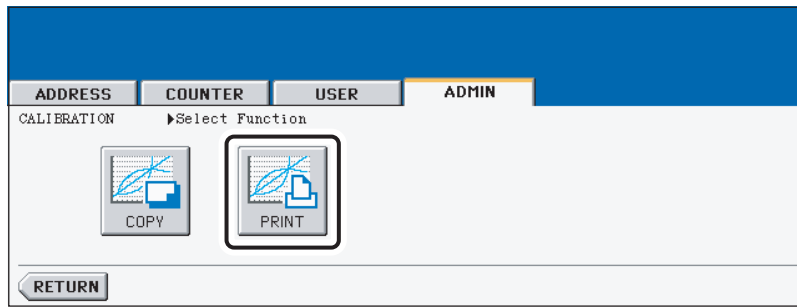 ADDRESS COUNTER USER ADMIN
CALIBRATION ▶Select Function
COPY PRINT
RETURN